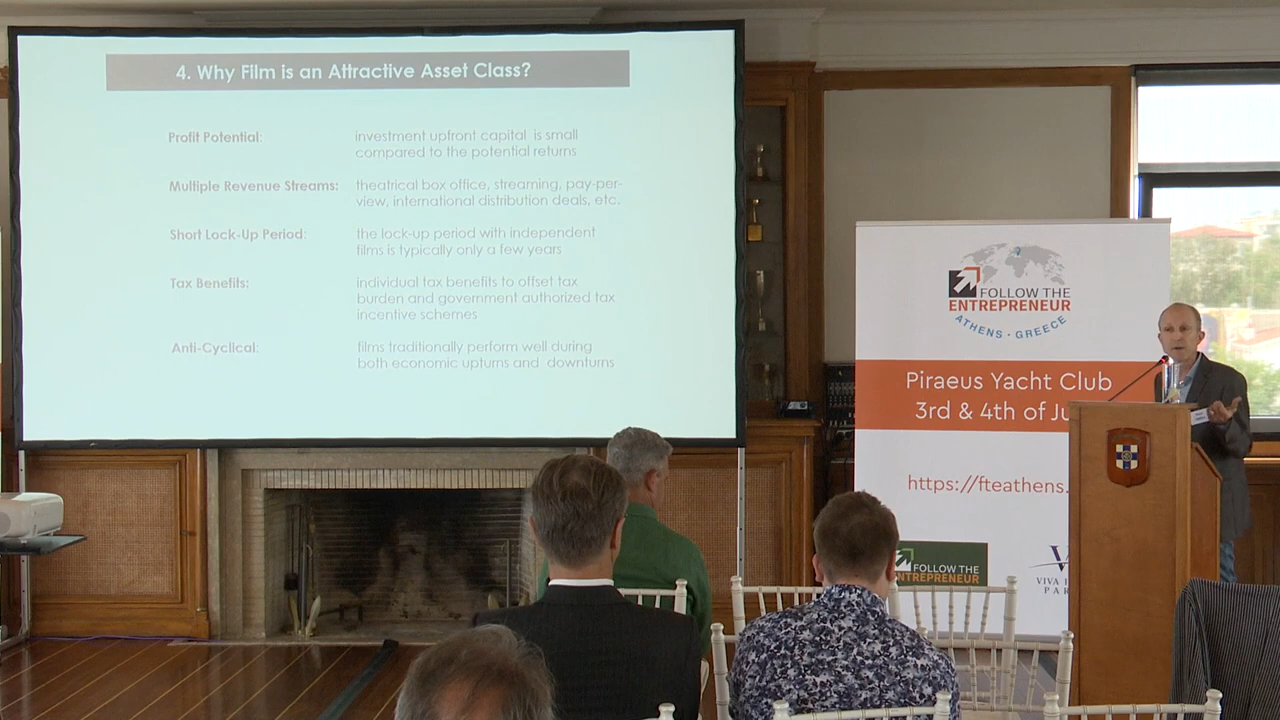 4. Why Film is an Attractive Asset Class?
Profit Potential:
investment upfront capital is small
compared to the potential returns
Multiple Revenue Streams:
theatrical box office, streaming, pay-per-
view, international distribution deals, etc.
Short Lock-Up Period:
the lock-up period with independent
films is typically only a few years
Tax Benefits:
individual tax benefits to offset tax
burden and government authorized tax
incentive schemes
Anti-Cyclical:
films traditionally perform well during
both economic upturns and downturns
FOLLOW THE
ENTREPRENEUR
ATHENS · GREECE
Piraeus Yacht Club
3rd & 4th of Ju
https://fteathens.
FOLLOW THE
ENTREPRENEUR
VIVA
PAR